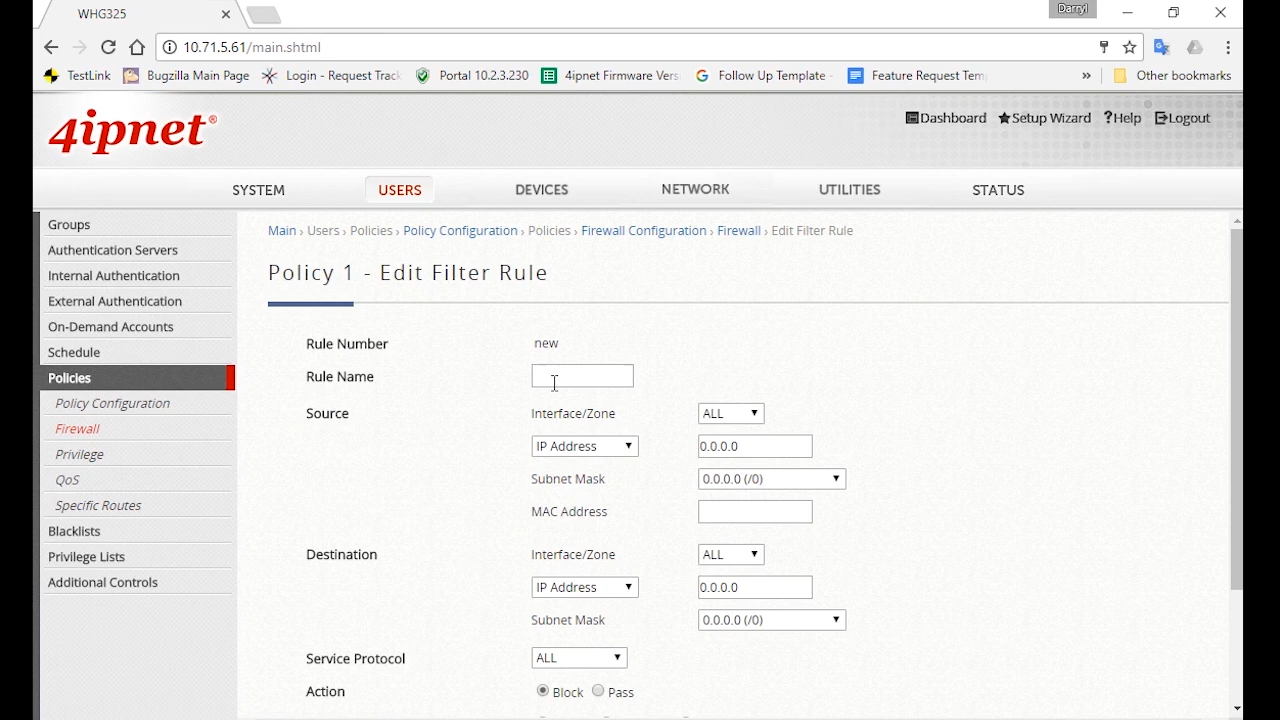 WHG325
Darryl
10.71.5.61/main.shtml
TestLink Bugzilla Main Page Login - Request Track Portal 10.2.3.230 4ipnet Firmware Vers Follow Up Template - Feature Request Tem » Other bookmarks
4ipnet®
Dashboard Setup Wizard ?Help Logout
SYSTEM USERS DEVICES NETWORK UTILITIES STATUS
Groups
Authentication Servers
Internal Authentication
External Authentication
On-Demand Accounts
Schedule
Policies
Policy Configuration
Firewall
Privilege
QoS
Specific Routes
Blacklists
Privilege Lists
Additional Controls
Main › Users › Policies › Policy Configuration › Policies › Firewall Configuration › Firewall › Edit Filter Rule
Policy 1 - Edit Filter Rule
Rule Number new
Rule Name
Source Interface/Zone ALL
IP Address 0.0.0.0
Subnet Mask 0.0.0.0 (/0)
MAC Address
Destination Interface/Zone ALL
IP Address 0.0.0.0
Subnet Mask 0.0.0.0 (/0)
Service Protocol ALL
Action Block Pass